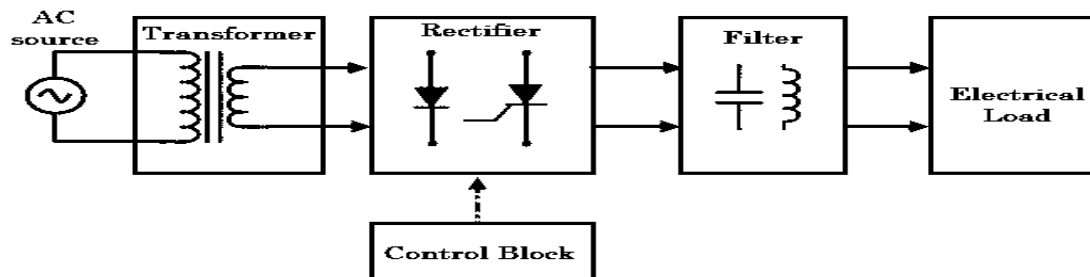 AC
source
Transformer
Rectifier
Filter
Electrical
Load
Control Block